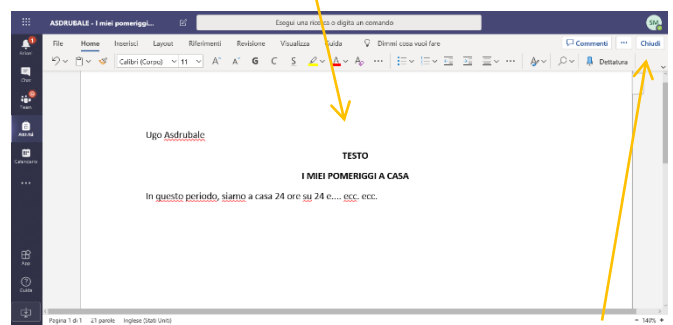 ASDRUBALE - I miei pomeriggi...
Esegui una ricerca o digita un comando
SM
File Home Inserisci Layout Riferimenti Revisione Visualizza Guida Dimmi cosa vuoi fare Commenti Chiudi
Calibri (Corpo) 11 A A G C S A Dettatura
Chat
Team
Attività
Calendario
App
Guida
Ugo Asdrubale
TESTO
I MIEI POMERIGGI A CASA
In questo periodo, siamo a casa 24 ore su 24 e.... ecc. ecc.
Pagina 1 di 1 21 parole Inglese (Stati Uniti) - 140% +